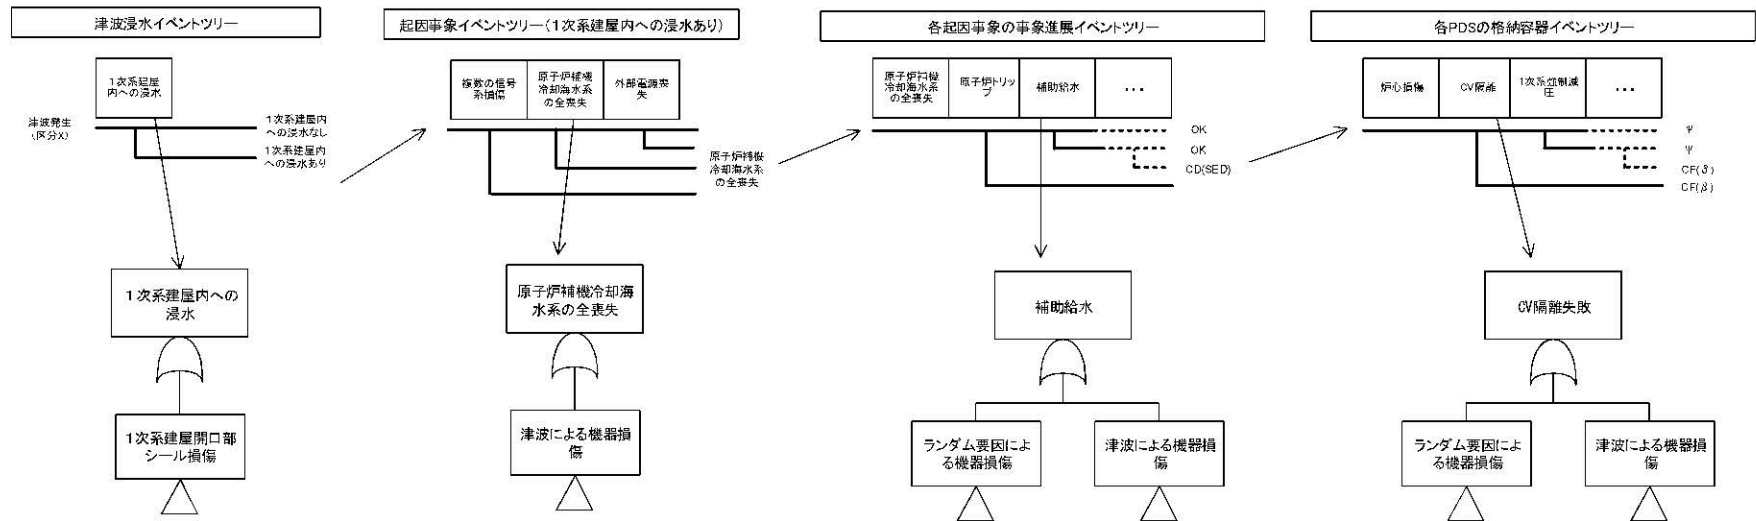 津波浸水イベントツリー
起因事象イベントツリー(1次系建屋内への浸水あり)
各起因事象の事象進展イベントツリー
各PDSの格納容器イベントツリー
1次系建屋
内への浸水
津波発生
(区分X)
1次系建屋内
への浸水なし
1次系建屋内
への浸水あり
複数の信号
系損傷
原子炉補機
冷却海水系
の全喪失
外部電源喪
失
原子炉補機
冷却海水系
の全喪失
原子炉補機
冷却海水系
の全喪失
原子炉トリッ
プ
補助給水
・・・
OK
OK
CD(SED)
炉心損傷
CV隔離
1次系強制減
圧
・・・
Ψ
Ψ
CF(β)
CF(β)
1次系建屋内への
浸水
原子炉補機冷却海
水系の全喪失
補助給水
CV隔離失敗
1次系建屋開口部
シール損傷
津波による機器損
傷
ランダム要因によ
る機器損傷
津波による機器損
傷
ランダム要因によ
る機器損傷
津波による機器損
傷